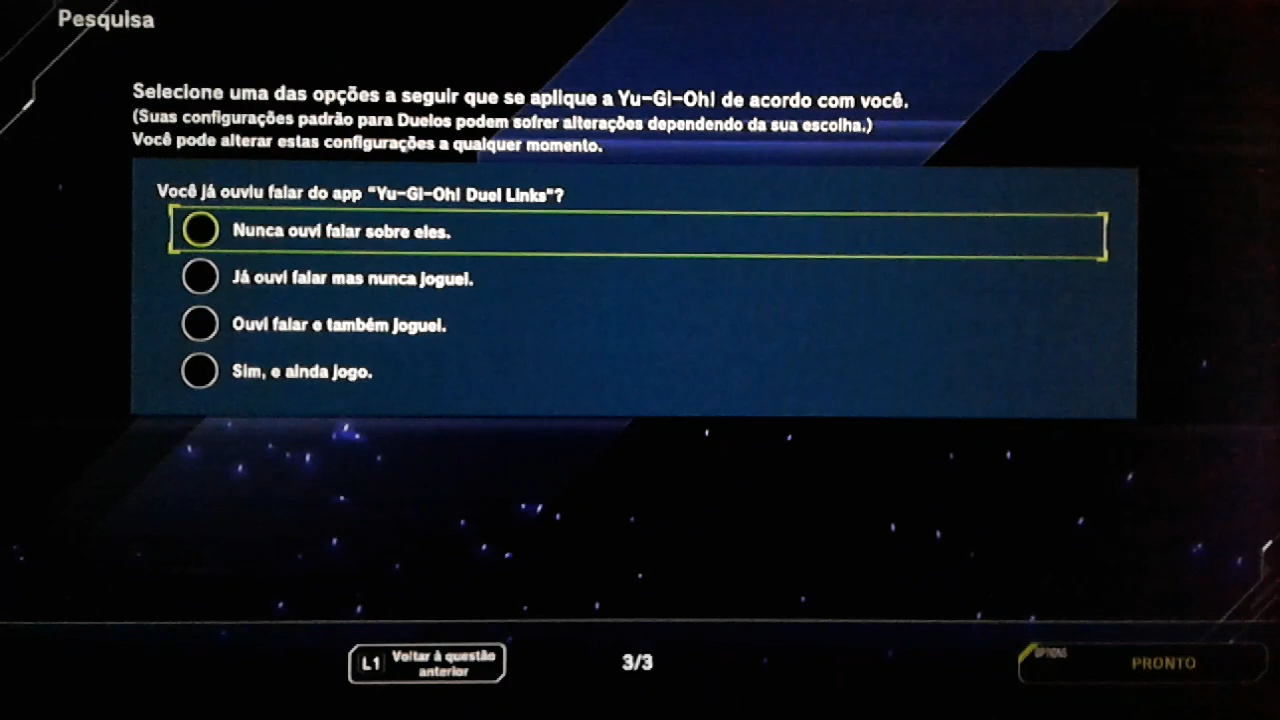 Pesquisa
Selecione uma das opções a seguir que se aplique a Yu-Gi-Oh! de acordo com você.
(Suas configurações padrão para Duelos podem sofrer alterações dependendo da sua escolha.)
Você pode alterar estas configurações a qualquer momento.
Você já ouviu falar do app "Yu-Gi-Oh! Duel Links"?
Nunca ouvi falar sobre eles.
Já ouvi falar mas nunca joguei.
Ouvi falar e também joguei.
Sim, e ainda jogo.
L1 Voltar à questão
anterior
3/3
OPTIONS
PRONTO